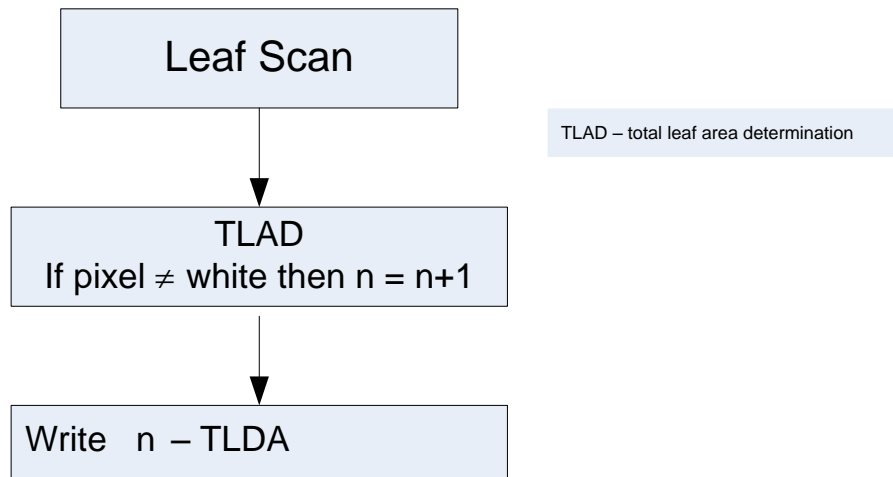 Leaf Scan
TLAD – total leaf area determination
TLAD
If pixel ≠ white then n = n+1
Write n – TLDA